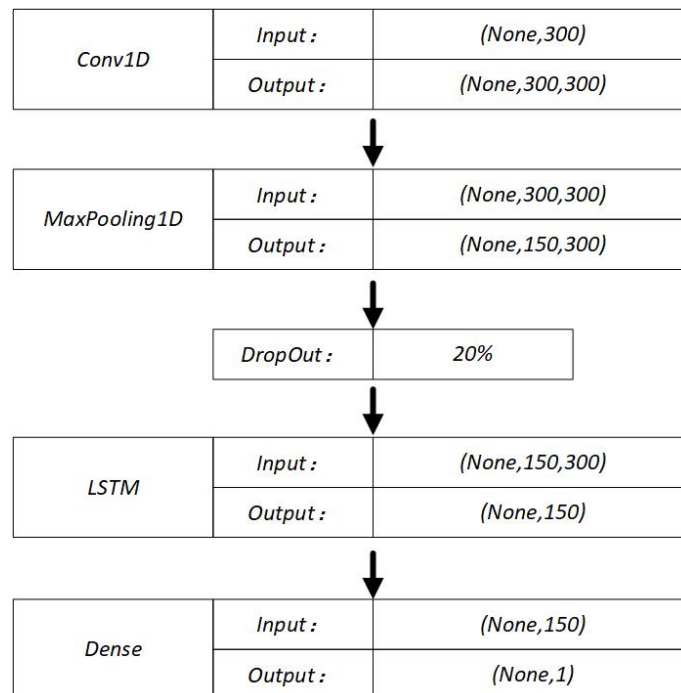 Conv1D
Input: (None,300)
Output: (None,300,300)
MaxPooling1D
Input: (None,300,300)
Output: (None,150,300)
DropOut: 20%
LSTM
Input: (None,150,300)
Output: (None,150)
Dense
Input: (None,150)
Output: (None,1)